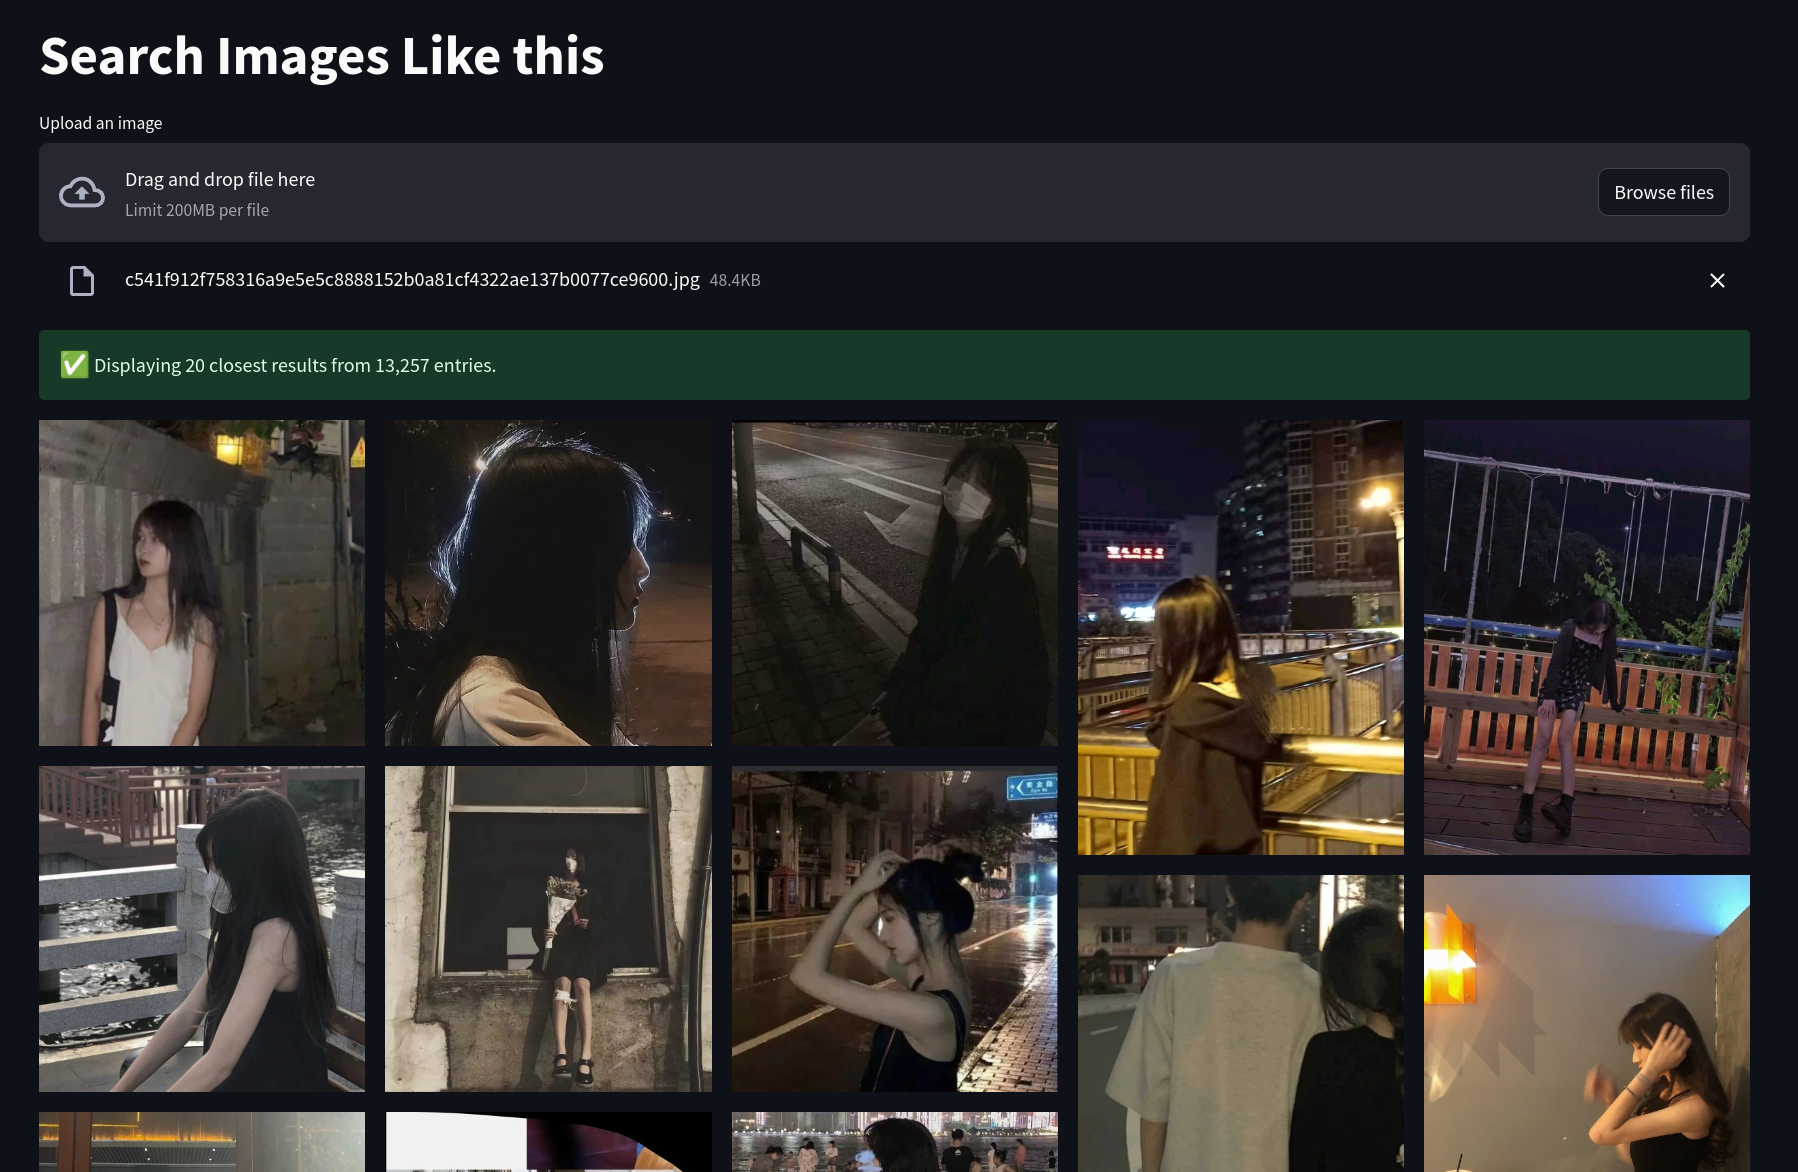 Search Images Like this
Upload an image
Drag and drop file here
Limit 200MB per file
Browse files
c541f912f758316a9e5e5c8888152b0a81cf4322ae137b0077ce9600.jpg 48.4KB
✅ Displaying 20 closest results from 13,257 entries.